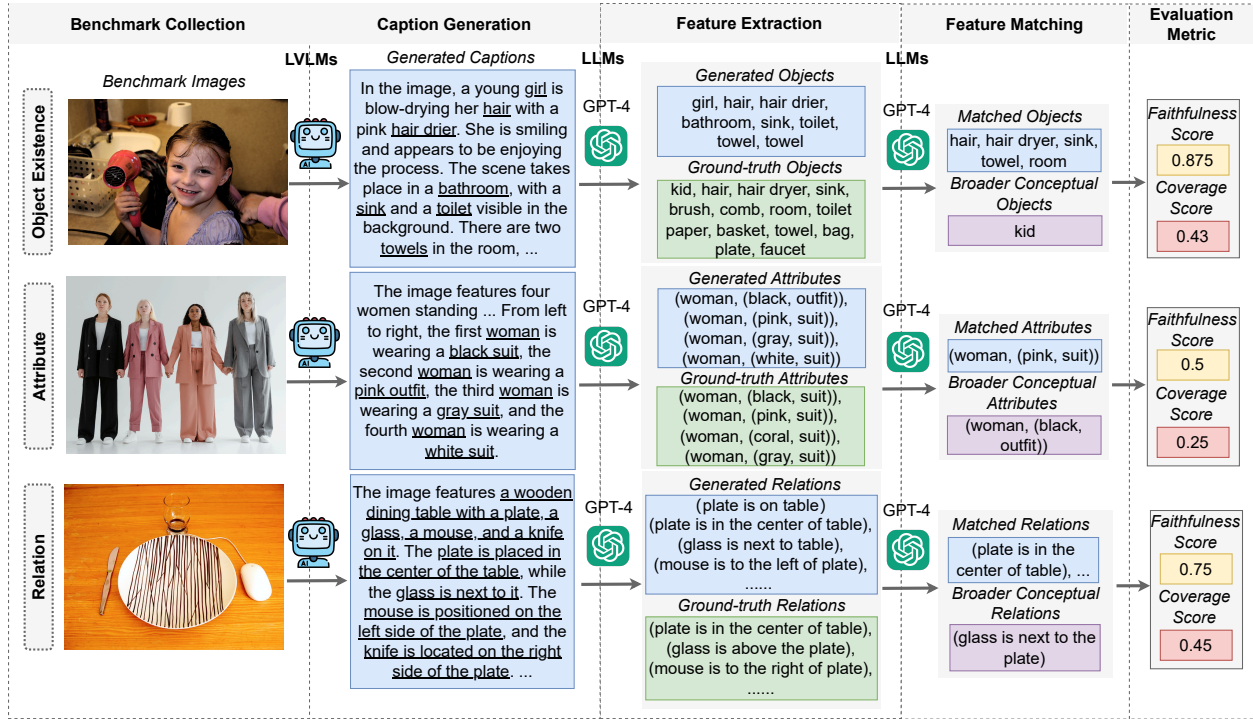 Benchmark Collection
Caption Generation
Feature Extraction
Feature Matching
Evaluation
Metric
LVLMs
LLMs
LLMs
Object Existence
Benchmark Images
AI
Generated Captions
In the image, a young girl is
blow-drying her hair with a
pink hair drier. She is smiling
and appears to be enjoying
the process. The scene takes
place in a bathroom, with a
sink and a toilet visible in the
background. There are two
towels in the room, ...
GPT-4
Generated Objects
girl, hair, hair drier,
bathroom, sink, toilet,
towel, towel
Ground-truth Objects
kid, hair, hair dryer, sink,
brush, comb, room, toilet
paper, basket, towel, bag,
plate, faucet
GPT-4
Matched Objects
hair, hair dryer, sink,
towel, room
Broader Conceptual
Objects
kid
Faithfulness
Score
0.875
Coverage
Score
0.43
Attribute
AI
The image features four
women standing ... From left
to right, the first woman is
wearing a black suit, the
second woman is wearing a
pink outfit, the third woman is
wearing a gray suit, and the
fourth woman is wearing a
white suit.
GPT-4
Generated Attributes
(woman, (black, outfit)),
(woman, (pink, suit)),
(woman, (gray, suit)),
(woman, (white, suit))
Ground-truth Attributes
(woman, (black, suit)),
(woman, (pink, suit)),
(woman, (coral, suit)),
(woman, (gray, suit))
GPT-4
Matched Attributes
(woman, (pink, suit))
Broader Conceptual
Attributes
(woman, (black,
outfit))
Faithfulness
Score
0.5
Coverage
Score
0.25
Relation
AI
The image features a wooden
dining table with a plate, a
glass, a mouse, and a knife
on it. The plate is placed in
the center of the table, while
the glass is next to it. The
mouse is positioned on the
left side of the plate, and the
knife is located on the right
side of the plate. ...
GPT-4
Generated Relations
(plate is on table)
(plate is in the center of table),
(glass is next to table),
(mouse is to the left of plate),
......
Ground-truth Relations
(plate is in the center of table),
(glass is above the plate),
(mouse is to the right of plate),
......
GPT-4
Matched Relations
(plate is in the
center of table), ...
Broader Conceptual
Relations
(glass is next to the
plate)
Faithfulness
Score
0.75
Coverage
Score
0.45